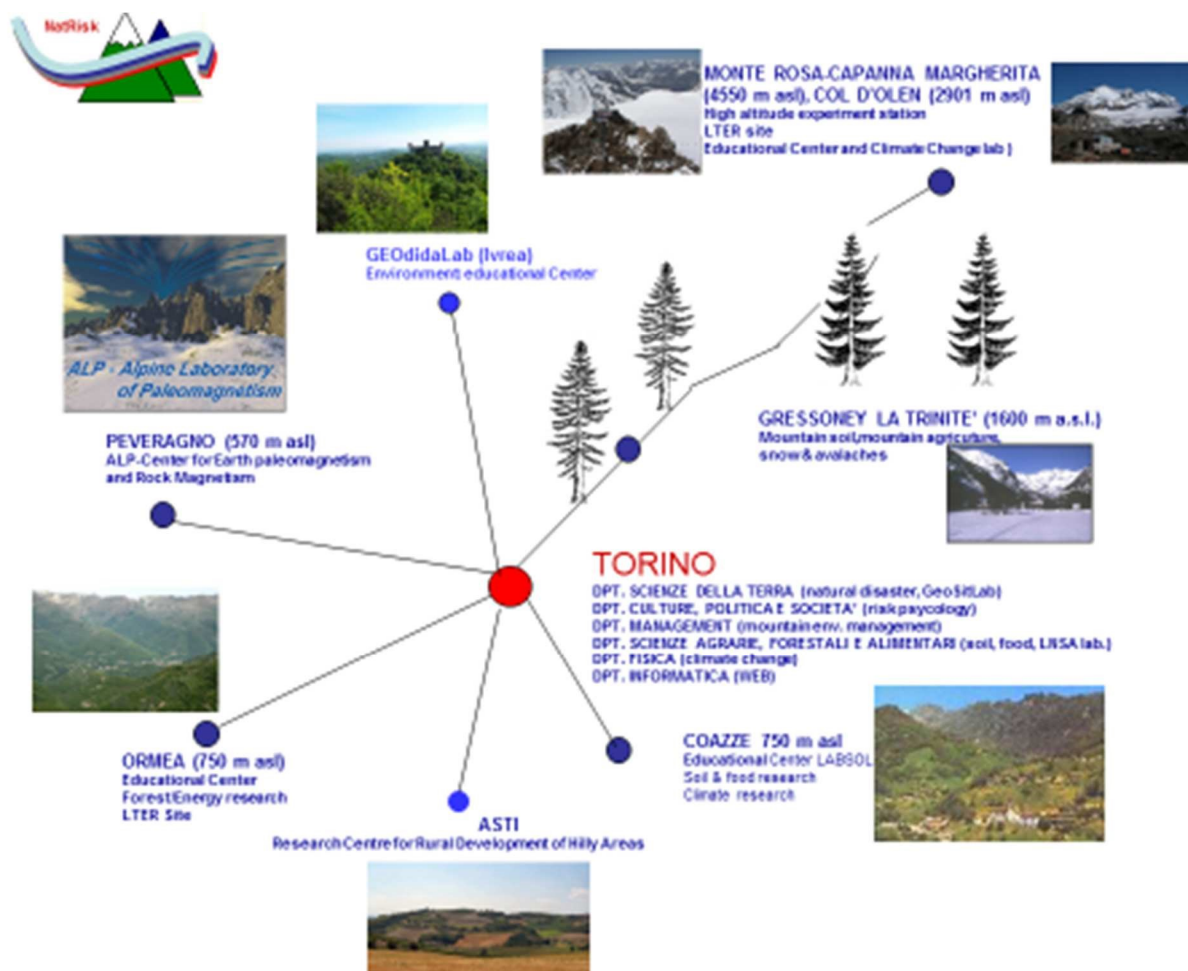 NatRisk
MONTE ROSA-CAPANNA MARGHERITA
(4550 m asl), COL D'OLEN (2901 m asl)
High altitude experiment station
LTER site
Educational Center and Climate Change lab )
GEOdidaLab (Ivrea)
Environment educational Center
ALP - Alpine Laboratory
of Paleomagnetism
PEVERAGNO (570 m asl)
ALP-Center for Earth paleomagnetism
and Rock Magnetism
GRESSONEY LA TRINITE' (1600 m a.s.l.)
Mountain soil,mountain agricuture,
snow & avalaches
TORINO
DPT. SCIENZE DELLA TERRA (natural disaster, GeoSitLab)
DPT. CULTURE, POLITICA E SOCIETA' (risk psycology)
DPT. MANAGEMENT (mountain env. management)
DPT. SCIENZE AGRARIE, FORESTALI E ALIMENTARI (soil, food, LNSA lab.)
DPT. FISICA (climate change)
DPT. INFORMATICA (WEB)
ORMEA (750 m asl)
Educational Center
Forest/Energy research
LTER Site
COAZZE 750 m asl
Educational Center LABSOL
Soil & food research
Climate research
ASTI
Research Centre for Rural Development of Hilly Areas